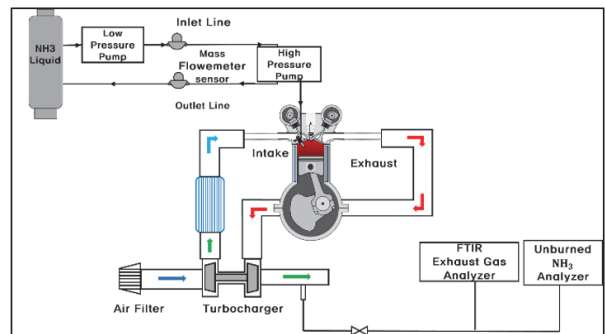 NH3
Liquid
Low
Pressure
Pump
Inlet Line
Mass
Flowemeter
sensor
Outlet Line
High
Pressure
Pump
Intake
Exhaust
Air Filter
Turbocharger
FTIR
Exhaust Gas
Analyzer
Unburned
NH3
Analyzer